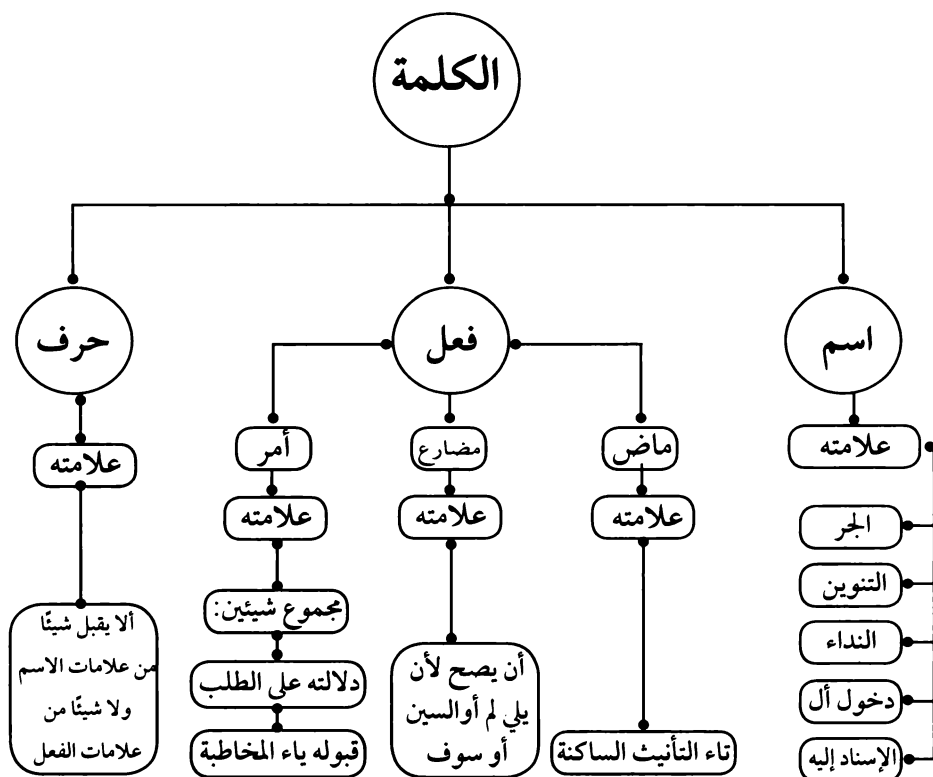 الكلمة
اسم
علامته
الجر
التنوين
النداء
دخول أل
الإسناد إليه
فعل
ماض
علامته
تاء التأنيث الساكنة
مضارع
علامته
أن يصح لأن
يلي لم أوالسين
أو سوف
أمر
علامته
مجموع شيئين:
دلالته على الطلب
قبوله ياء المخاطبة
حرف
علامته
ألا يقبل شيئًا
من علامات الاسم
ولا شيئًا من
علامات الفعل